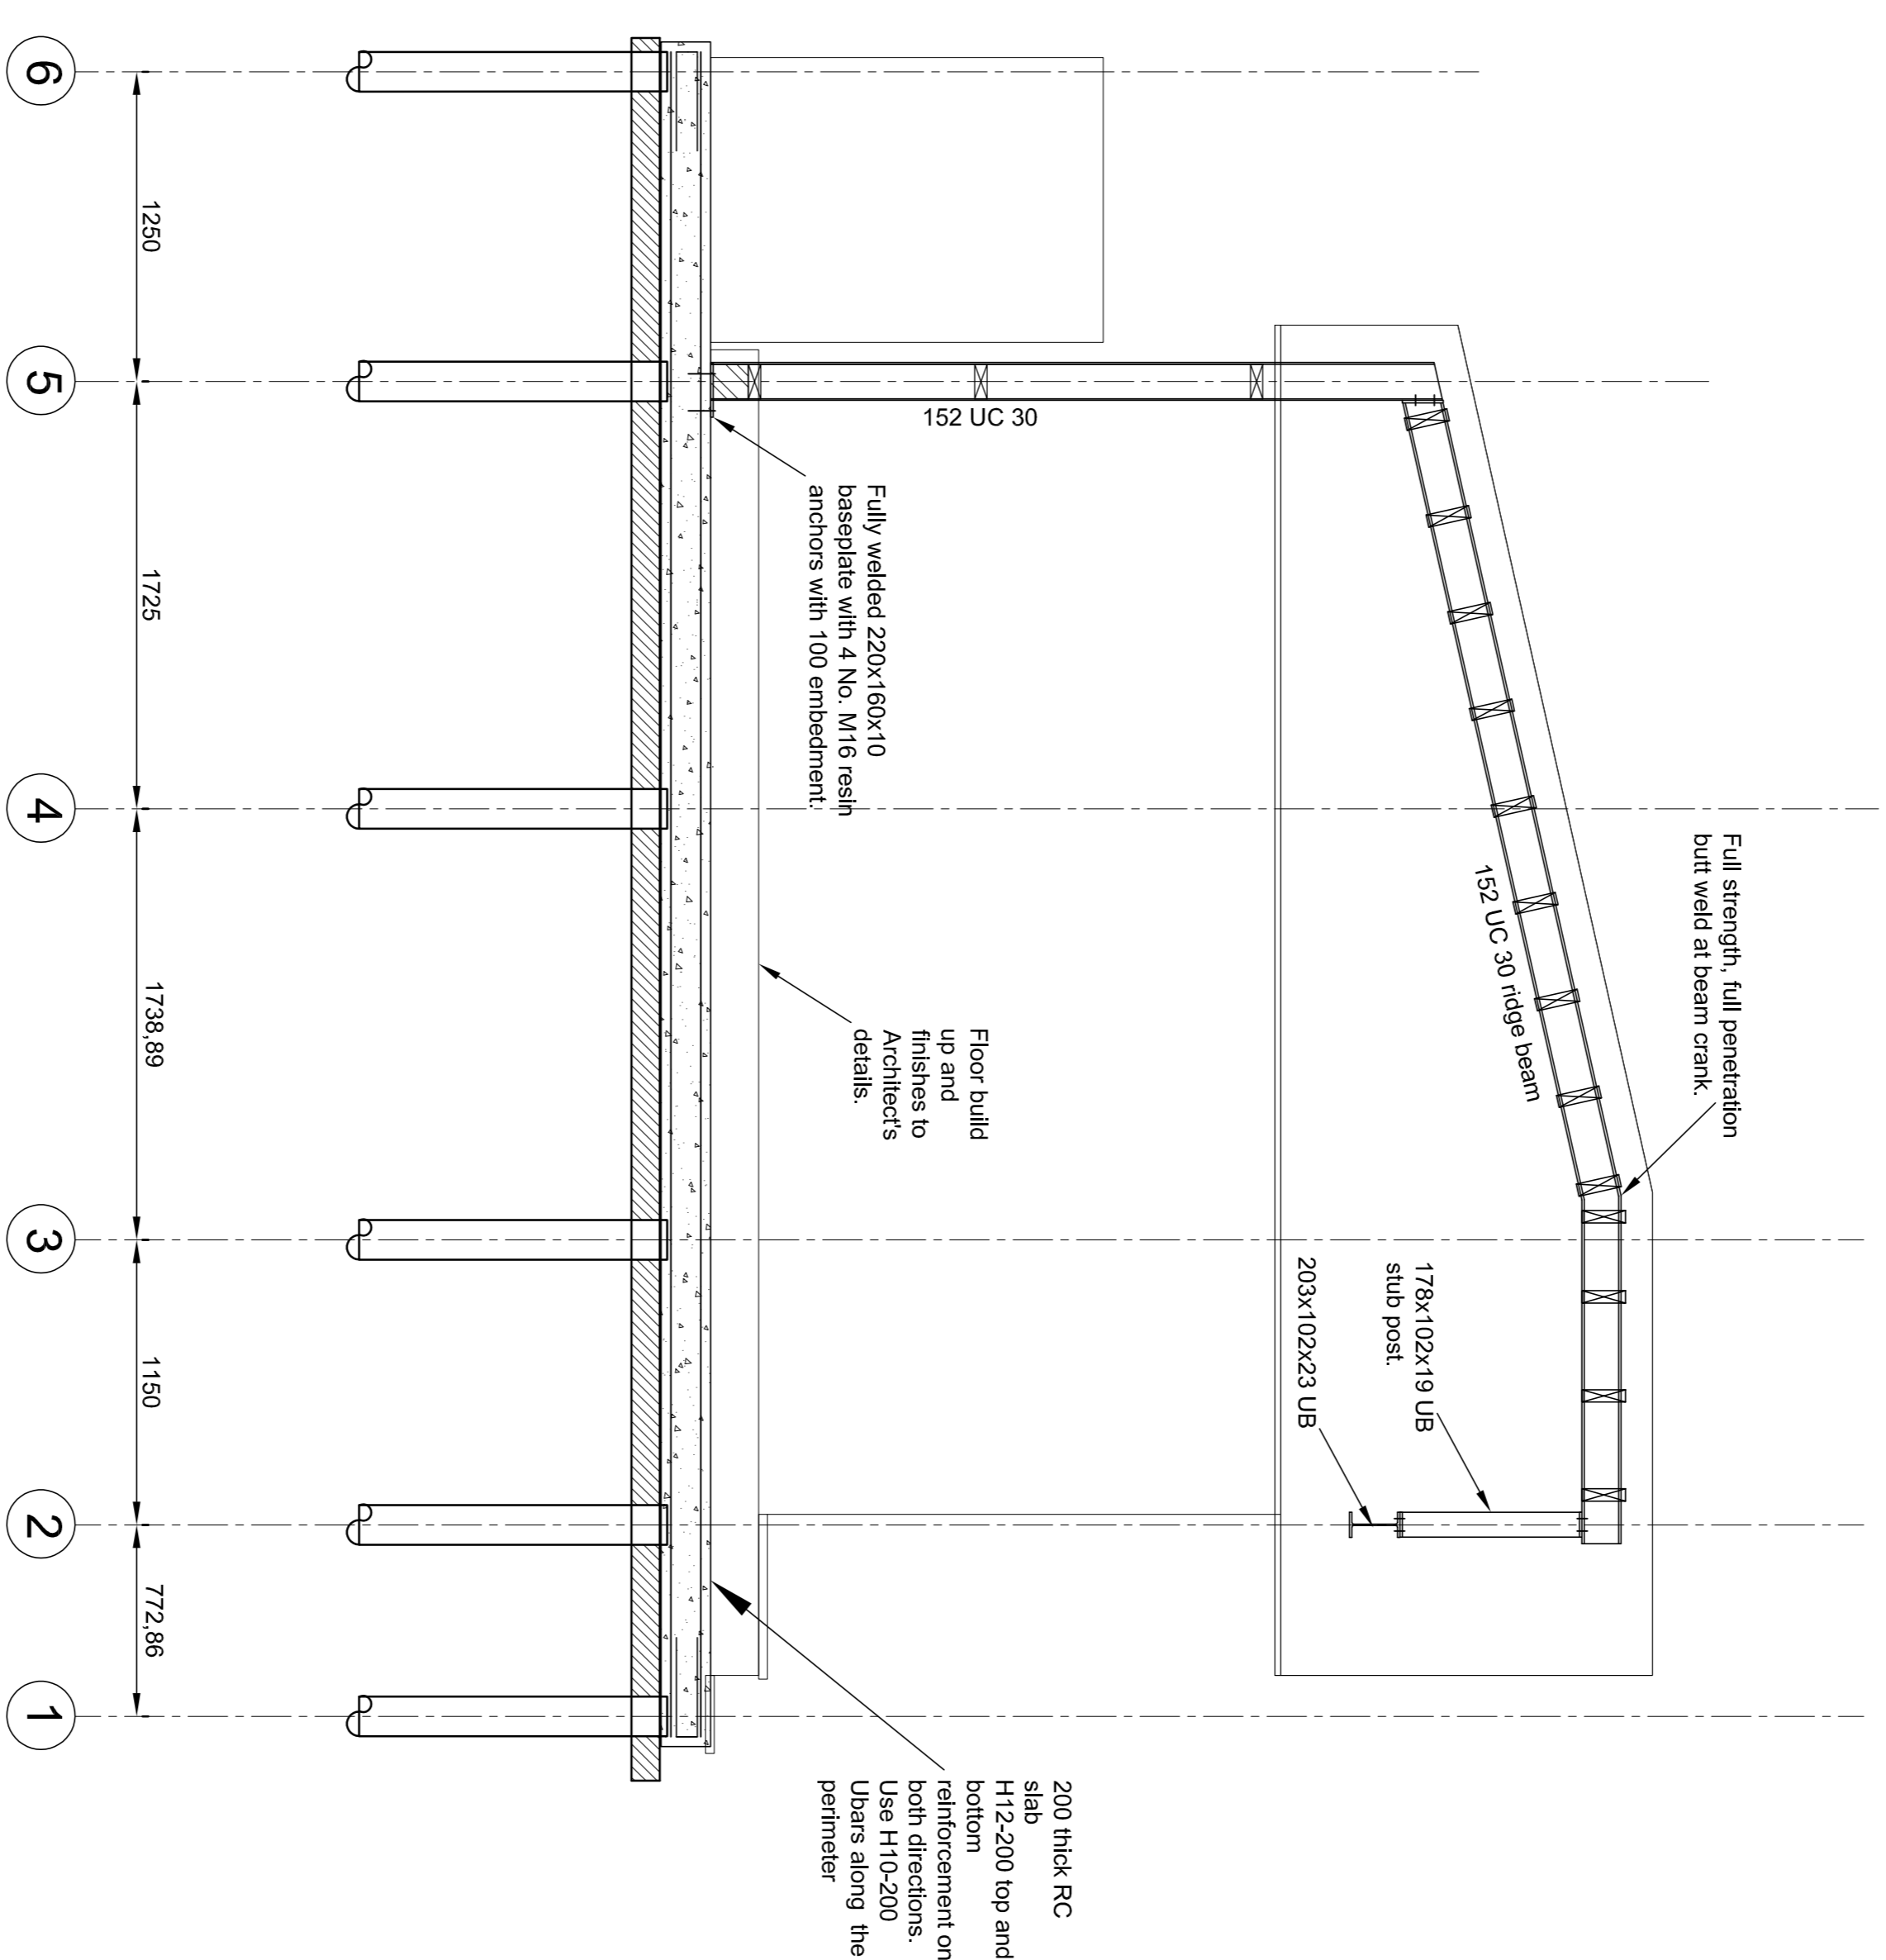 Full strength, full penetration
butt weld at beam crank.
152 UC 30 ridge beam
178x102x19 UB
stub post.
203x102x23 UB
152 UC 30
Fully welded 220x160x10
baseplate with 4 No. M16 resin
anchors with 100 embedment.
Floor build
up and
finishes to
Architect's
details.
200 thick RC
slab
H12-200 top and
bottom
reinforcement on
both directions.
Use H10-200
Ubars along the
perimeter
1250
1725
1738,89
1150
772,86
6
5
4
3
2
1